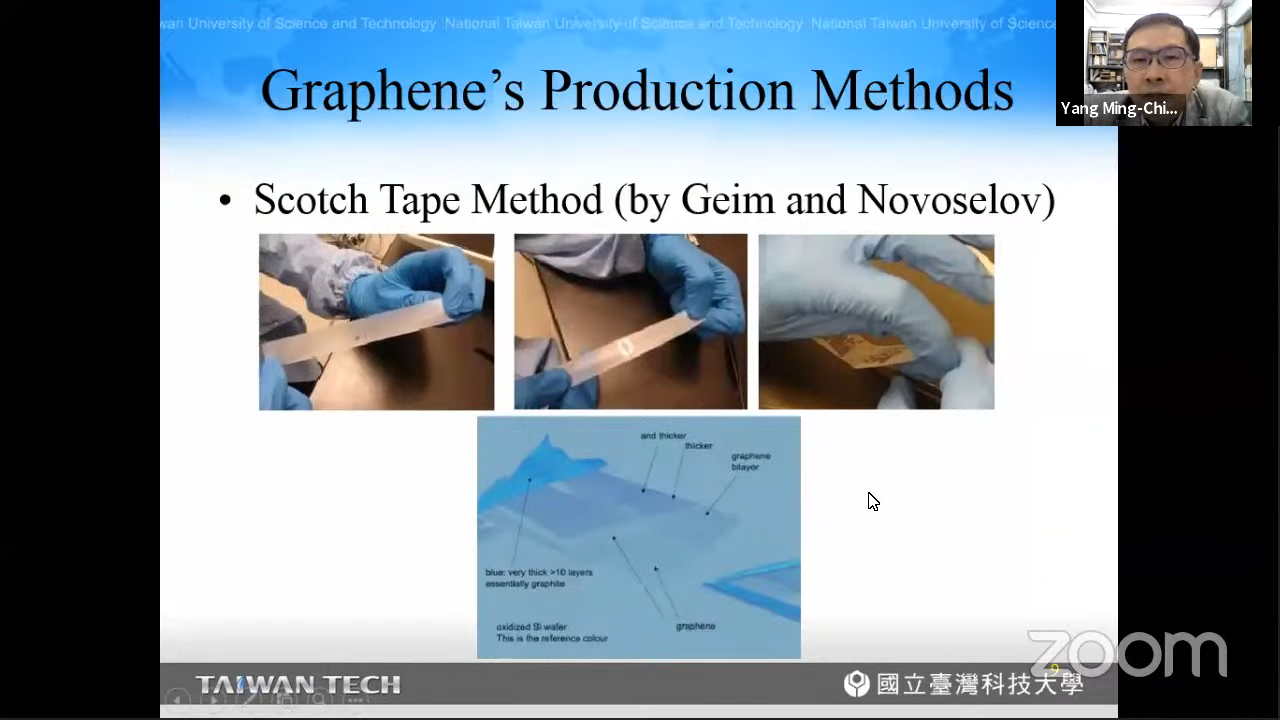 wan University of Science and Technology National Taiwan University of Science and Technology National Taiwan University of Science
Graphene's Production Methods
Yang Ming-Chi...
• Scotch Tape Method (by Geim and Novoselov)
and thicker
thicker
graphene
bilayer
blue: very thick >10 layers
essentially graphite
oxidized Si wafer
This is the reference colour
graphene
zoom
9
TAIWAN TECH
國立臺灣科技大學